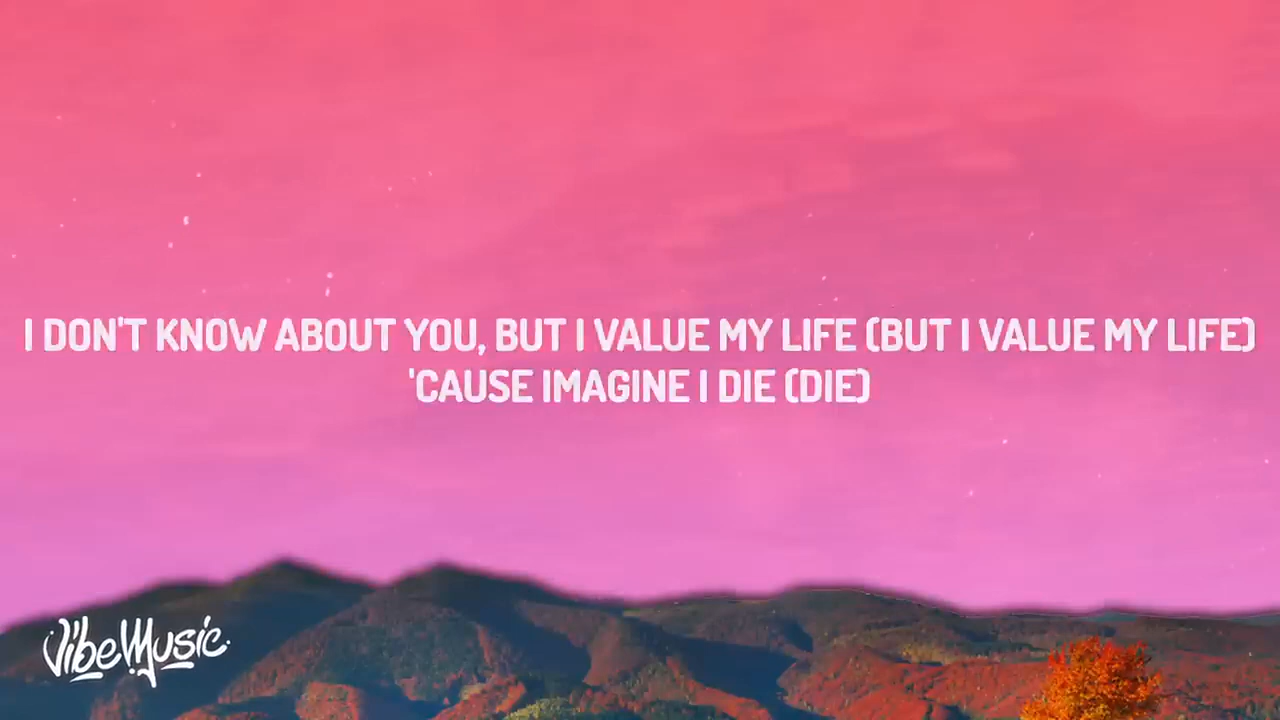 I DON'T KNOW ABOUT YOU, BUT I VALUE MY LIFE (BUT I VALUE MY LIFE)
'CAUSE IMAGINE I DIE (DIE)
VibeMusic